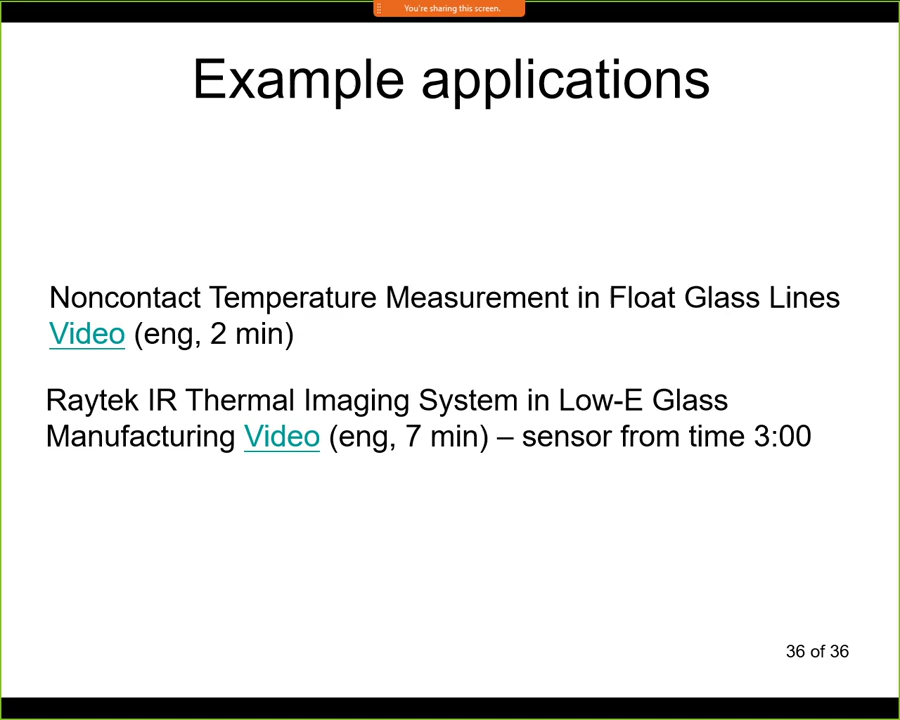 You're sharing this screen.
Example applications
Noncontact Temperature Measurement in Float Glass Lines
Video (eng, 2 min)
Raytek IR Thermal Imaging System in Low-E Glass
Manufacturing Video (eng, 7 min) – sensor from time 3:00
36 of 36